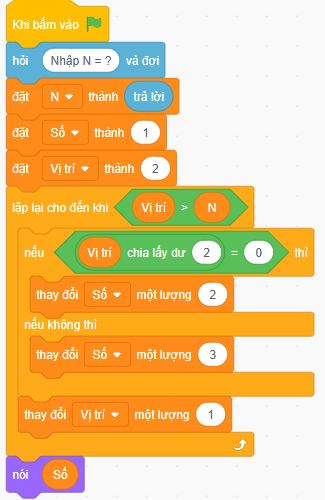 Khi bấm vào
hỏi Nhập N = ? và đợi
đặt N thành trả lời
đặt Số thành 1
đặt Vị trí thành 2
lặp lại cho đến khi Vị trí > N
nếu Vị trí chia lấy dư 2 = 0 thì
thay đổi Số một lượng 2
nếu không thì
thay đổi Số một lượng 3
thay đổi Vị trí một lượng 1
nói Số